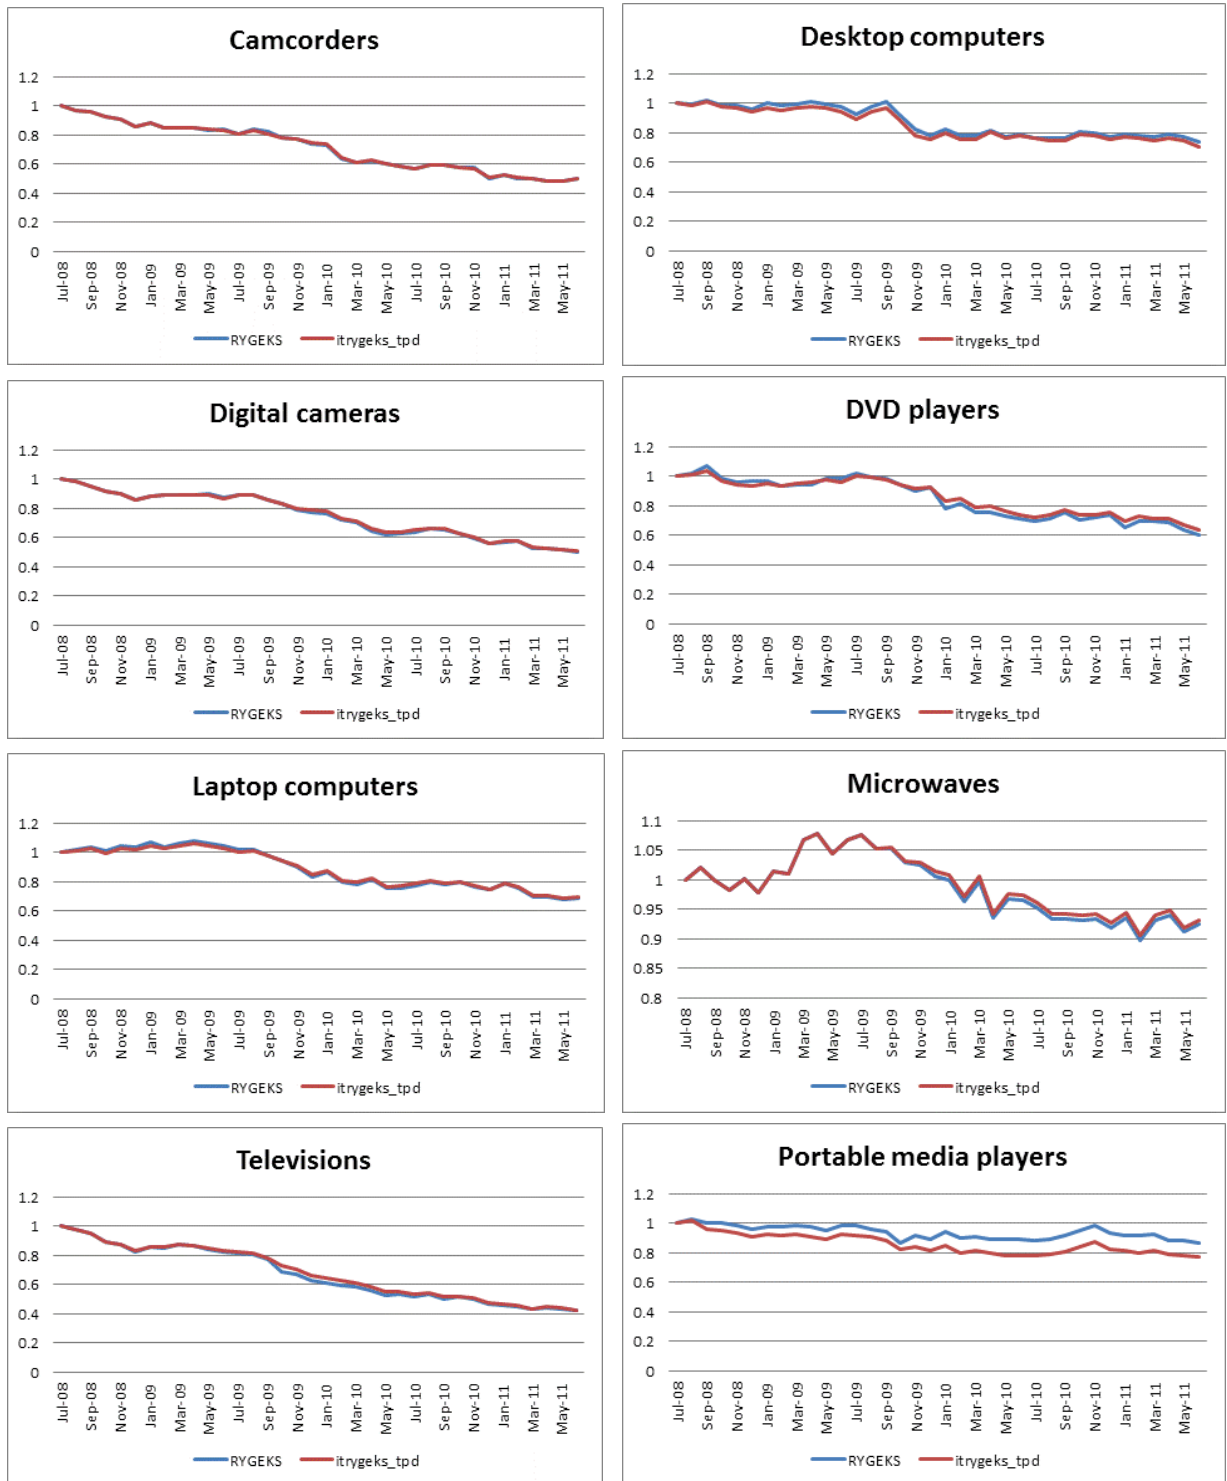 Camcorders
1.2
1
0.8
0.6
0.4
0.2
0
Jul-08 Sep-08 Nov-08 Jan-09 Mar-09 May-09 Jul-09 Sep-09 Nov-09 Jan-10 Mar-10 May-10 Jul-10 Sep-10 Nov-10 Jan-11 Mar-11 May-11
RYGEKS itrygeks_tpd
Desktop computers
1.2
1
0.8
0.6
0.4
0.2
0
Jul-08 Sep-08 Nov-08 Jan-09 Mar-09 May-09 Jul-09 Sep-09 Nov-09 Jan-10 Mar-10 May-10 Jul-10 Sep-10 Nov-10 Jan-11 Mar-11 May-11
RYGEKS itrygeks_tpd
Digital cameras
1.2
1
0.8
0.6
0.4
0.2
0
Jul-08 Sep-08 Nov-08 Jan-09 Mar-09 May-09 Jul-09 Sep-09 Nov-09 Jan-10 Mar-10 May-10 Jul-10 Sep-10 Nov-10 Jan-11 Mar-11 May-11
RYGEKS itrygeks_tpd
DVD players
1.2
1
0.8
0.6
0.4
0.2
0
Jul-08 Sep-08 Nov-08 Jan-09 Mar-09 May-09 Jul-09 Sep-09 Nov-09 Jan-10 Mar-10 May-10 Jul-10 Sep-10 Nov-10 Jan-11 Mar-11 May-11
RYGEKS itrygeks_tpd
Laptop computers
1.2
1
0.8
0.6
0.4
0.2
0
Jul-08 Sep-08 Nov-08 Jan-09 Mar-09 May-09 Jul-09 Sep-09 Nov-09 Jan-10 Mar-10 May-10 Jul-10 Sep-10 Nov-10 Jan-11 Mar-11 May-11
RYGEKS itrygeks_tpd
Microwaves
1.1
1.05
1
0.95
0.9
0.85
0.8
Jul-08 Sep-08 Nov-08 Jan-09 Mar-09 May-09 Jul-09 Sep-09 Nov-09 Jan-10 Mar-10 May-10 Jul-10 Sep-10 Nov-10 Jan-11 Mar-11 May-11
RYGEKS itrygeks_tpd
Televisions
1.2
1
0.8
0.6
0.4
0.2
0
Jul-08 Sep-08 Nov-08 Jan-09 Mar-09 May-09 Jul-09 Sep-09 Nov-09 Jan-10 Mar-10 May-10 Jul-10 Sep-10 Nov-10 Jan-11 Mar-11 May-11
RYGEKS itrygeks_tpd
Portable media players
1.2
1
0.8
0.6
0.4
0.2
0
Jul-08 Sep-08 Nov-08 Jan-09 Mar-09 May-09 Jul-09 Sep-09 Nov-09 Jan-10 Mar-10 May-10 Jul-10 Sep-10 Nov-10 Jan-11 Mar-11 May-11
RYGEKS itrygeks_tpd